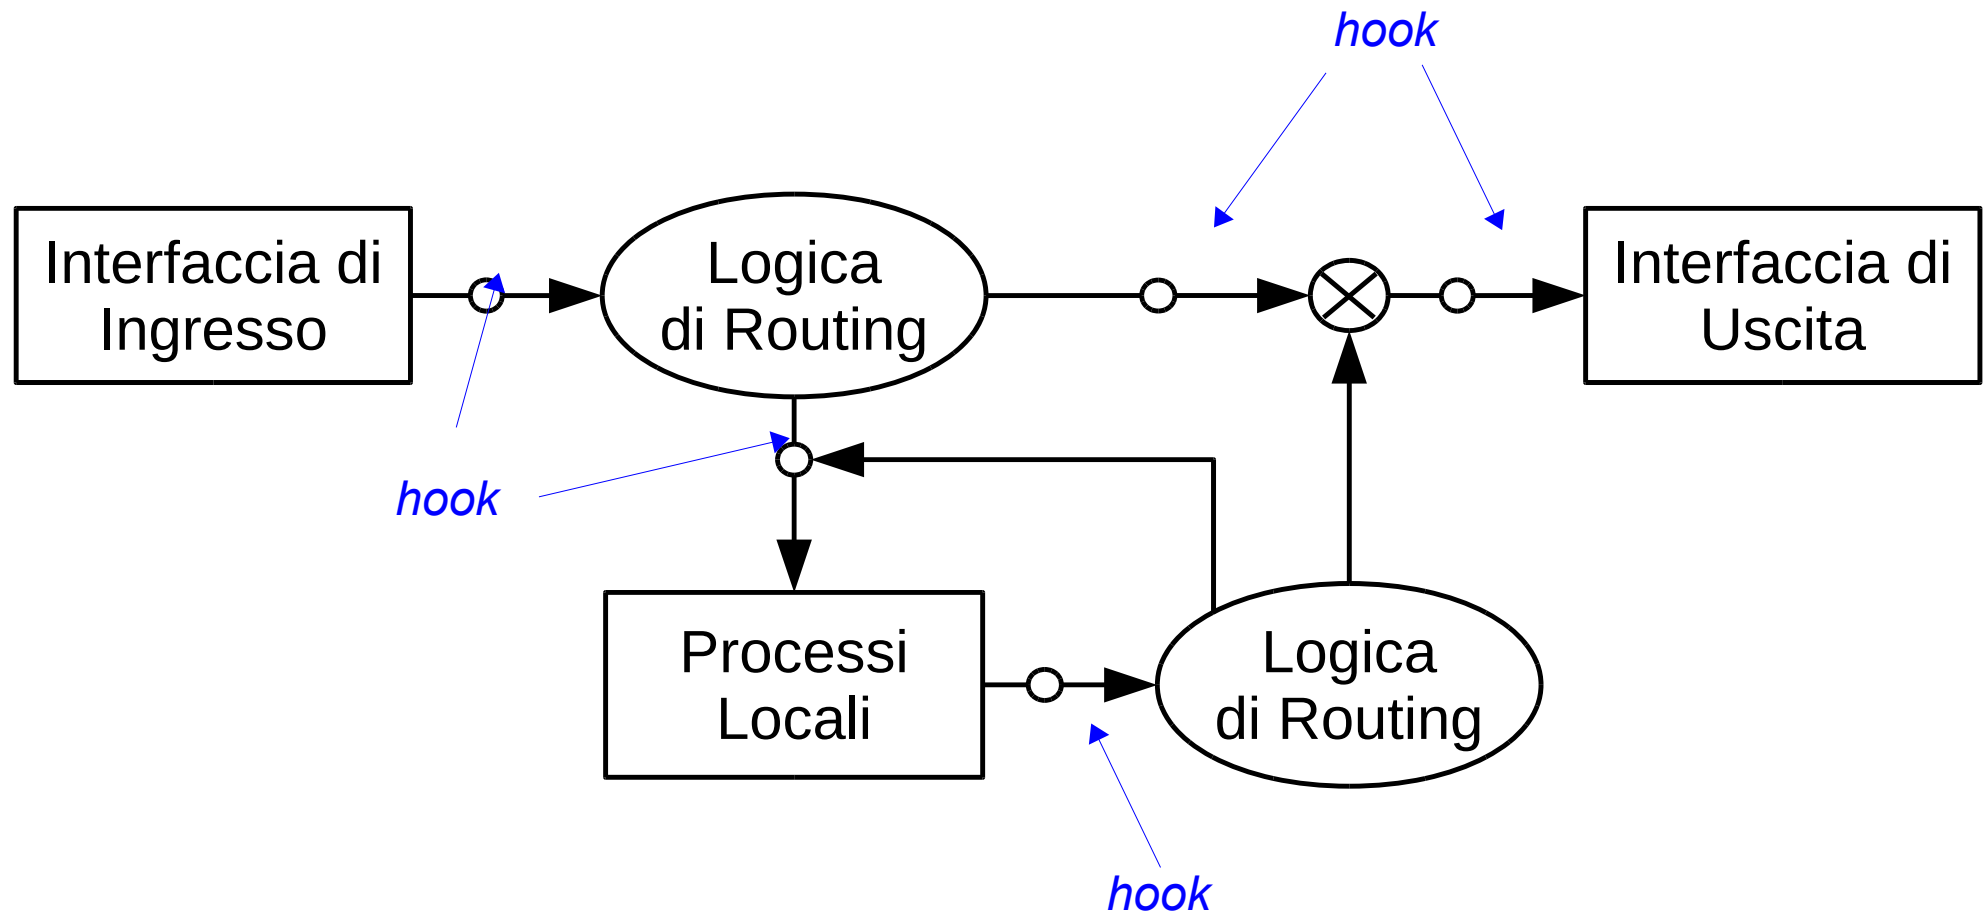 hook
Interfaccia di
Ingresso
Logica
di Routing
Interfaccia di
Uscita
hook
Processi
Locali
Logica
di Routing
hook